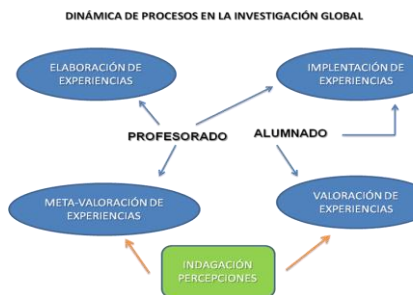 DINÁMICA DE PROCESOS EN LA INVESTIGACIÓN GLOBAL
ELABORACIÓN DE
EXPERIENCIAS
IMPLENTACIÓN DE
EXPERIENCIAS
PROFESORADO
ALUMNADO
META-VALORACIÓN DE
EXPERIENCIAS
VALORACIÓN DE
EXPERIENCIAS
INDAGACIÓN
PERCEPCIONES